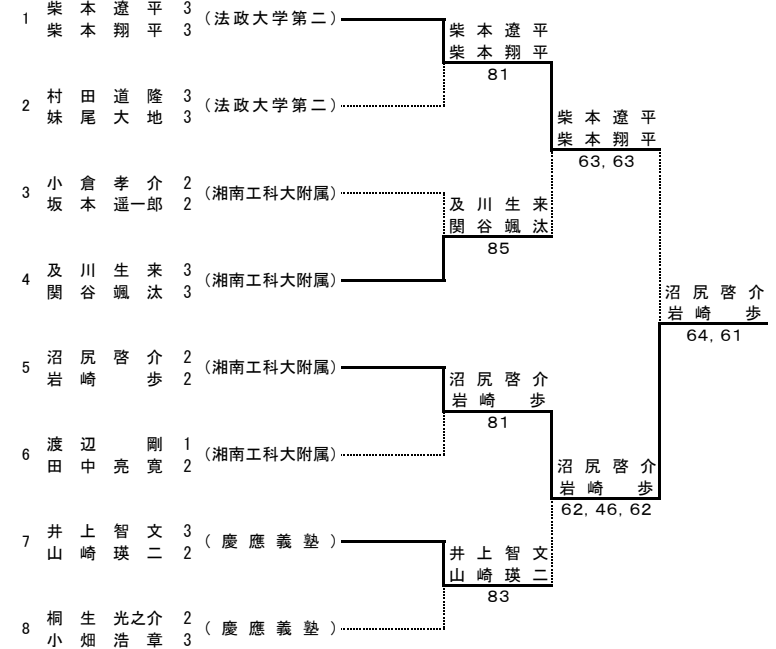 1 柴本遼平 3 (法政大学第二)
柴本翔平 3
2 村田道隆 3 (法政大学第二)
妹尾大地 3
3 小倉孝介 2 (湘南工科大附属)
坂本遥一郎 2
4 及川生来 3 (湘南工科大附属)
関谷颯汰 3
5 沼尻啓介 2 (湘南工科大附属)
岩崎 歩 2
6 渡辺 剛 1 (湘南工科大附属)
田中亮寛 2
7 井上智文 3 (慶應義塾)
山崎瑛二 2
8 桐生光之介 2 (慶應義塾)
小畑浩章 3
柴本遼平
柴本翔平
81
及川生来
関谷颯汰
85
沼尻啓介
岩崎 歩
81
井上智文
山崎瑛二
83
柴本遼平
柴本翔平
63, 63
沼尻啓介
岩崎 歩
62, 46, 62
沼尻啓介
岩崎 歩
64, 61